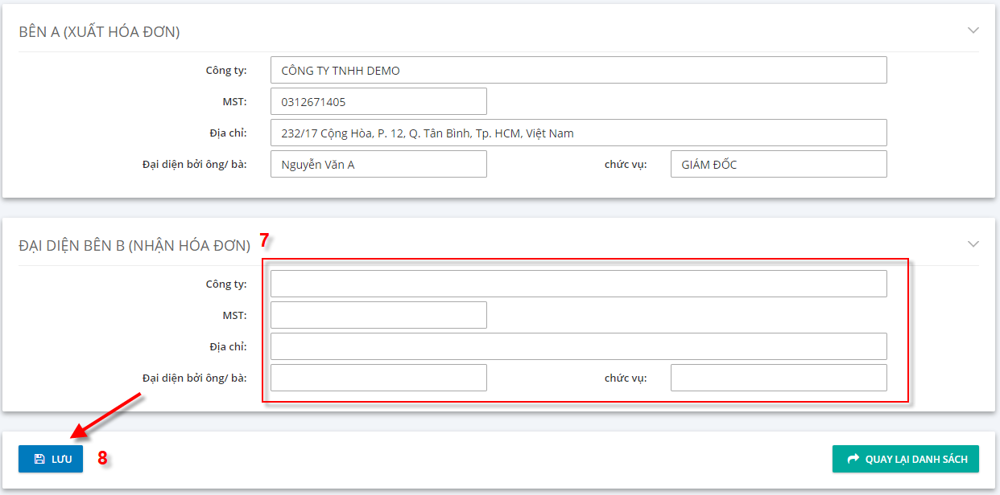 BÊN A (XUẤT HÓA ĐƠN)
Công ty: CÔNG TY TNHH DEMO
MST: 0312671405
Địa chỉ: 232/17 Cộng Hòa, P. 12, Q. Tân Bình, Tp. HCM, Việt Nam
Đại diện bởi ông/ bà: Nguyễn Văn A chức vụ: GIÁM ĐỐC
ĐẠI DIỆN BÊN B (NHẬN HÓA ĐƠN) 7
Công ty:
MST:
Địa chỉ:
Đại diện bởi ông/ bà: chức vụ:
LƯU 8 QUAY LẠI DANH SÁCH